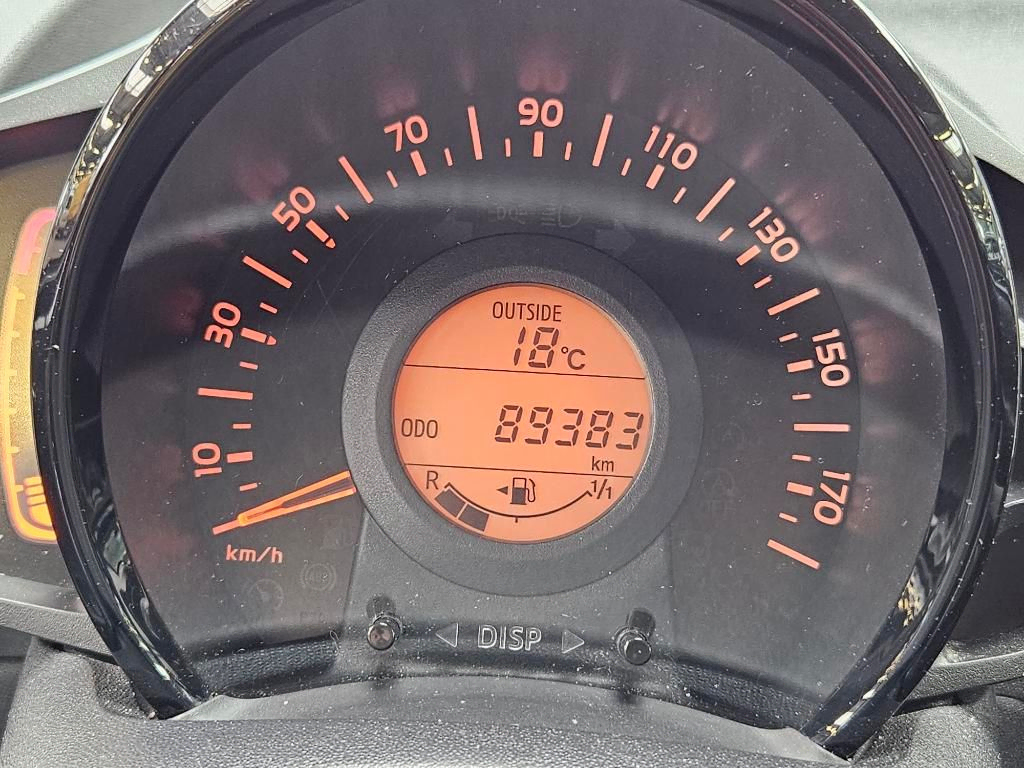 10
30
50
70
90
110
130
150
170
km/h
OUTSIDE
18°C
ODO 89383
km
R 1/1
DISP